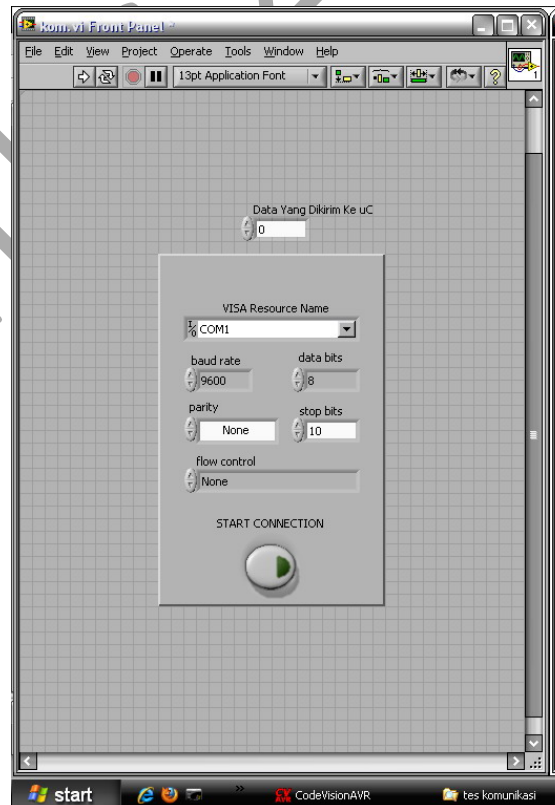 kom.vi Front Panel *
File Edit View Project Operate Tools Window Help
13pt Application Font
1
Data Yang Dikirim Ke uC
0
VISA Resource Name
I/O COM1
baud rate data bits
9600 8
parity stop bits
None 10
flow control
None
START CONNECTION
start » CodeVisionAVR tes komunikasi